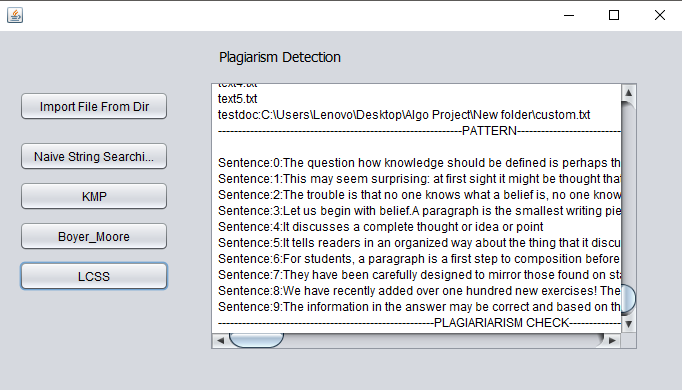 Plagiarism Detection
Import File From Dir
Naive String Searchi...
KMP
Boyer_Moore
LCSS
text4.txt
text5.txt
testdoc:C:\Users\Lenovo\Desktop\Algo Project\New folder\custom.txt
------------------------------------------------------------PATTERN--------------------------
Sentence:0:The question how knowledge should be defined is perhaps th
Sentence:1:This may seem surprising: at first sight it might be thought tha
Sentence:2:The trouble is that no one knows what a belief is, no one know
Sentence:3:Let us begin with belief.A paragraph is the smallest writing pie
Sentence:4:It discusses a complete thought or idea or point
Sentence:5:It tells readers in an organized way about the thing that it discu
Sentence:6:For students, a paragraph is a first step to composition before
Sentence:7:They have been carefully designed to mirror those found on sta
Sentence:8:We have recently added over one hundred new exercises! The
Sentence:9:The information in the answer may be correct and based on th
------------------------------------------------------PLAGIARIARISM CHECK-------------